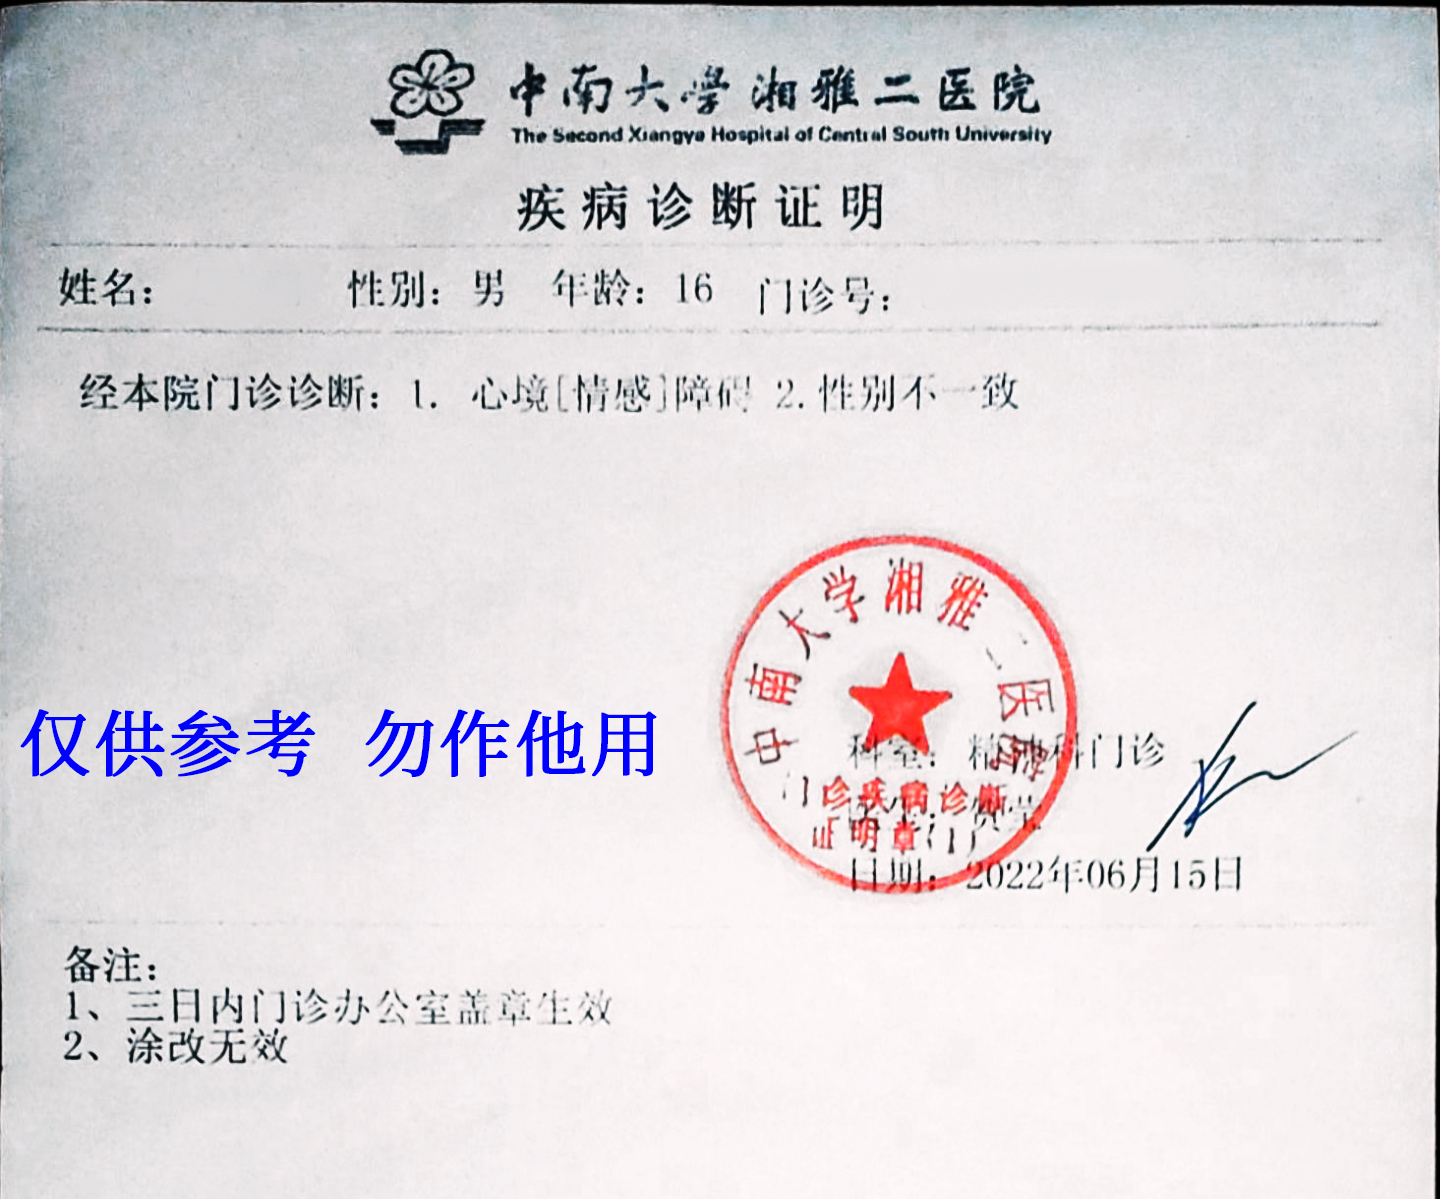 中南大学湘雅二医院
The Second Xiangya Hospital of Central South University
疾病诊断证明
姓名： 性别：男 年龄：16 门诊号：
经本院门诊诊断：1. 心境[情感]障碍 2.性别不一致
中南大学湘雅二医院
仅供参考 勿作他用
科室：精神科门诊
门诊疾病诊断
证明章
日期：2022年06月15日
备注：
1、三日内门诊办公室盖章生效
2、涂改无效